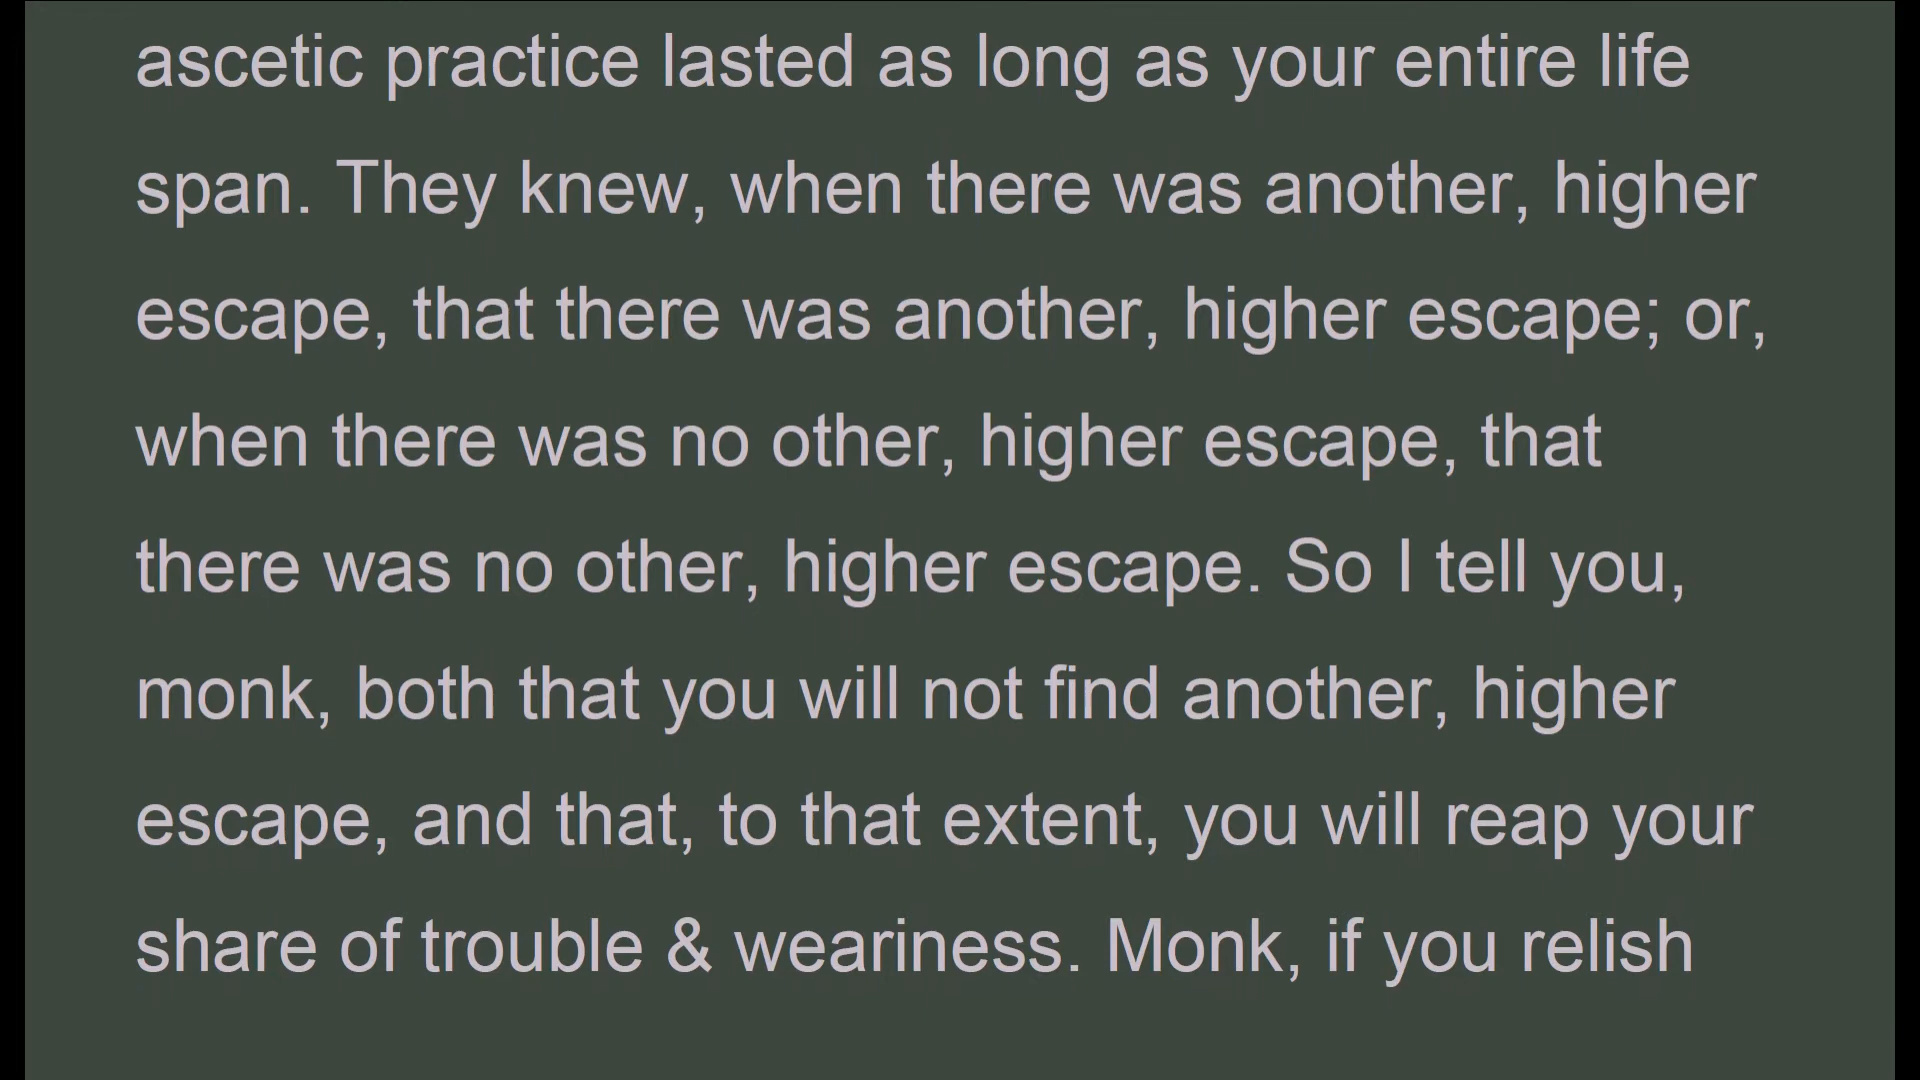 ascetic practice lasted as long as your entire life
span. They knew, when there was another, higher
escape, that there was another, higher escape; or,
when there was no other, higher escape, that
there was no other, higher escape. So I tell you,
monk, both that you will not find another, higher
escape, and that, to that extent, you will reap your
share of trouble & weariness. Monk, if you relish